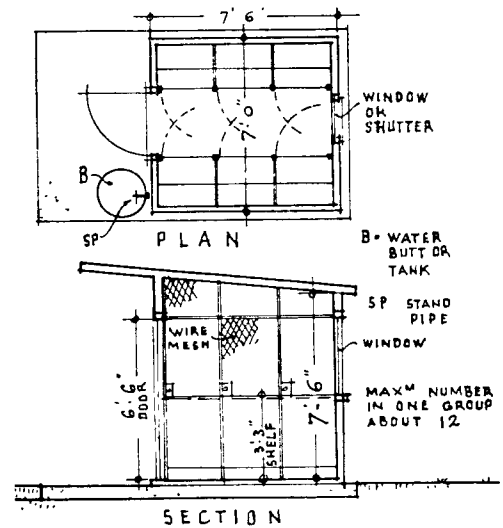 7' 6"
7'-0"
WINDOW
OR
SHUTTER
B
SP
PLAN
B = WATER
BUTT OR
TANK
SP STAND
PIPE
WIRE
MESH
WINDOW
6'.6"
DOOR
3'.3"
SHELF
7'-6"
MAXM NUMBER
IN ONE GROUP
ABOUT 12
SECTION